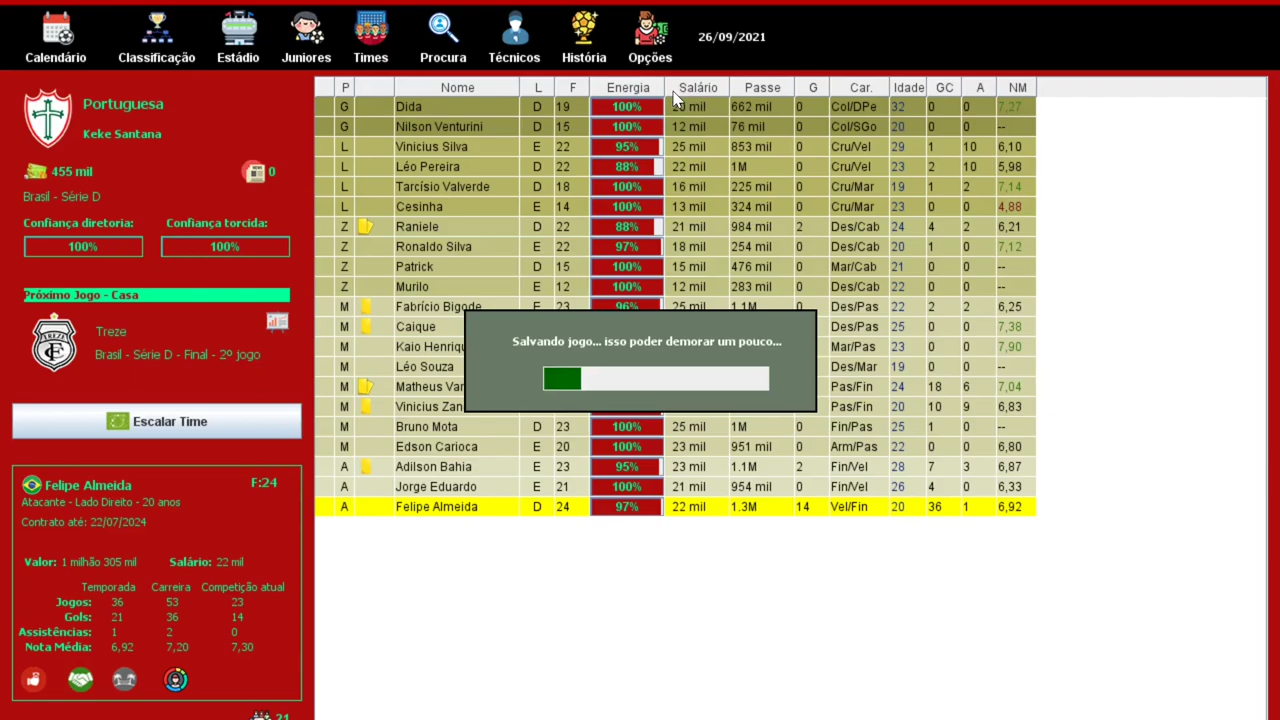 Calendário Classificação Estádio Juniores Times Procura Técnicos História Opções 26/09/2021
Portuguesa
Keke Santana
455 mil 0
Brasil - Série D
Confiança diretoria: Confiança torcida:
100% 100%
Próximo Jogo - Casa
Treze
Brasil - Série D - Final - 2º jogo
TREZE
Escalar Time
Felipe Almeida F:24
Atacante - Lado Direito - 20 anos
Contrato até: 22/07/2024
Valor: 1 milhão 305 mil Salário: 22 mil
Temporada Carreira Competição atual
Jogos: 36 53 23
Gols: 21 36 14
Assistências: 1 2 0
Nota Média: 6,92 7,20 7,30
21
P Nome L F Energia Salário Passe G Car. Idade GC A NM
G Dida D 19 100% mil 662 mil 0 Col/DPe 32 0 0 7,27
G Nilson Venturini D 15 100% 12 mil 76 mil 0 Col/SGo 20 0 0 --
L Vinicius Silva E 22 95% 25 mil 853 mil 0 Cru/Vel 29 1 10 6,10
L Léo Pereira D 22 88% 22 mil 1M 0 Cru/Vel 23 2 10 5,98
L Tarcísio Valverde D 18 100% 16 mil 225 mil 0 Cru/Mar 19 1 2 7,14
L Cesinha E 14 100% 13 mil 324 mil 0 Cru/Mar 23 0 0 4,88
Z Raniele D 22 88% 21 mil 984 mil 2 Des/Cab 24 4 2 6,21
Z Ronaldo Silva E 22 97% 18 mil 254 mil 0 Des/Cab 20 1 0 7,12
Z Patrick D 15 100% 15 mil 476 mil 0 Mar/Cab 21 0 0 --
Z Murilo E 12 100% 12 mil 283 mil 0 Des/Cab 22 0 0 --
M Fabrício Bigode E 23 96% 25 mil 1.1M 0 Des/Pas 22 2 2 6,25
M Caique Des/Pas 25 0 0 7,38
M Kaio Henriqu Mar/Pas 23 0 0 7,90
M Léo Souza Des/Mar 19 0 0 --
M Matheus Var Pas/Fin 24 18 6 7,04
M Vinicius Zan Pas/Fin 20 10 9 6,83
M Bruno Mota D 23 100% 25 mil 1M 0 Fin/Pas 25 1 0 --
M Edson Carioca E 20 100% 23 mil 951 mil 0 Arm/Pas 22 0 0 6,80
A Adilson Bahia E 23 95% 23 mil 1.1M 2 Fin/Vel 28 7 3 6,87
A Jorge Eduardo E 21 100% 21 mil 354 mil 0 Fin/Vel 26 4 0 6,33
A Felipe Almeida D 24 97% 22 mil 1.3M 14 Vel/Fin 20 36 1 6,92
Salvando jogo... isso poder demorar um pouco...